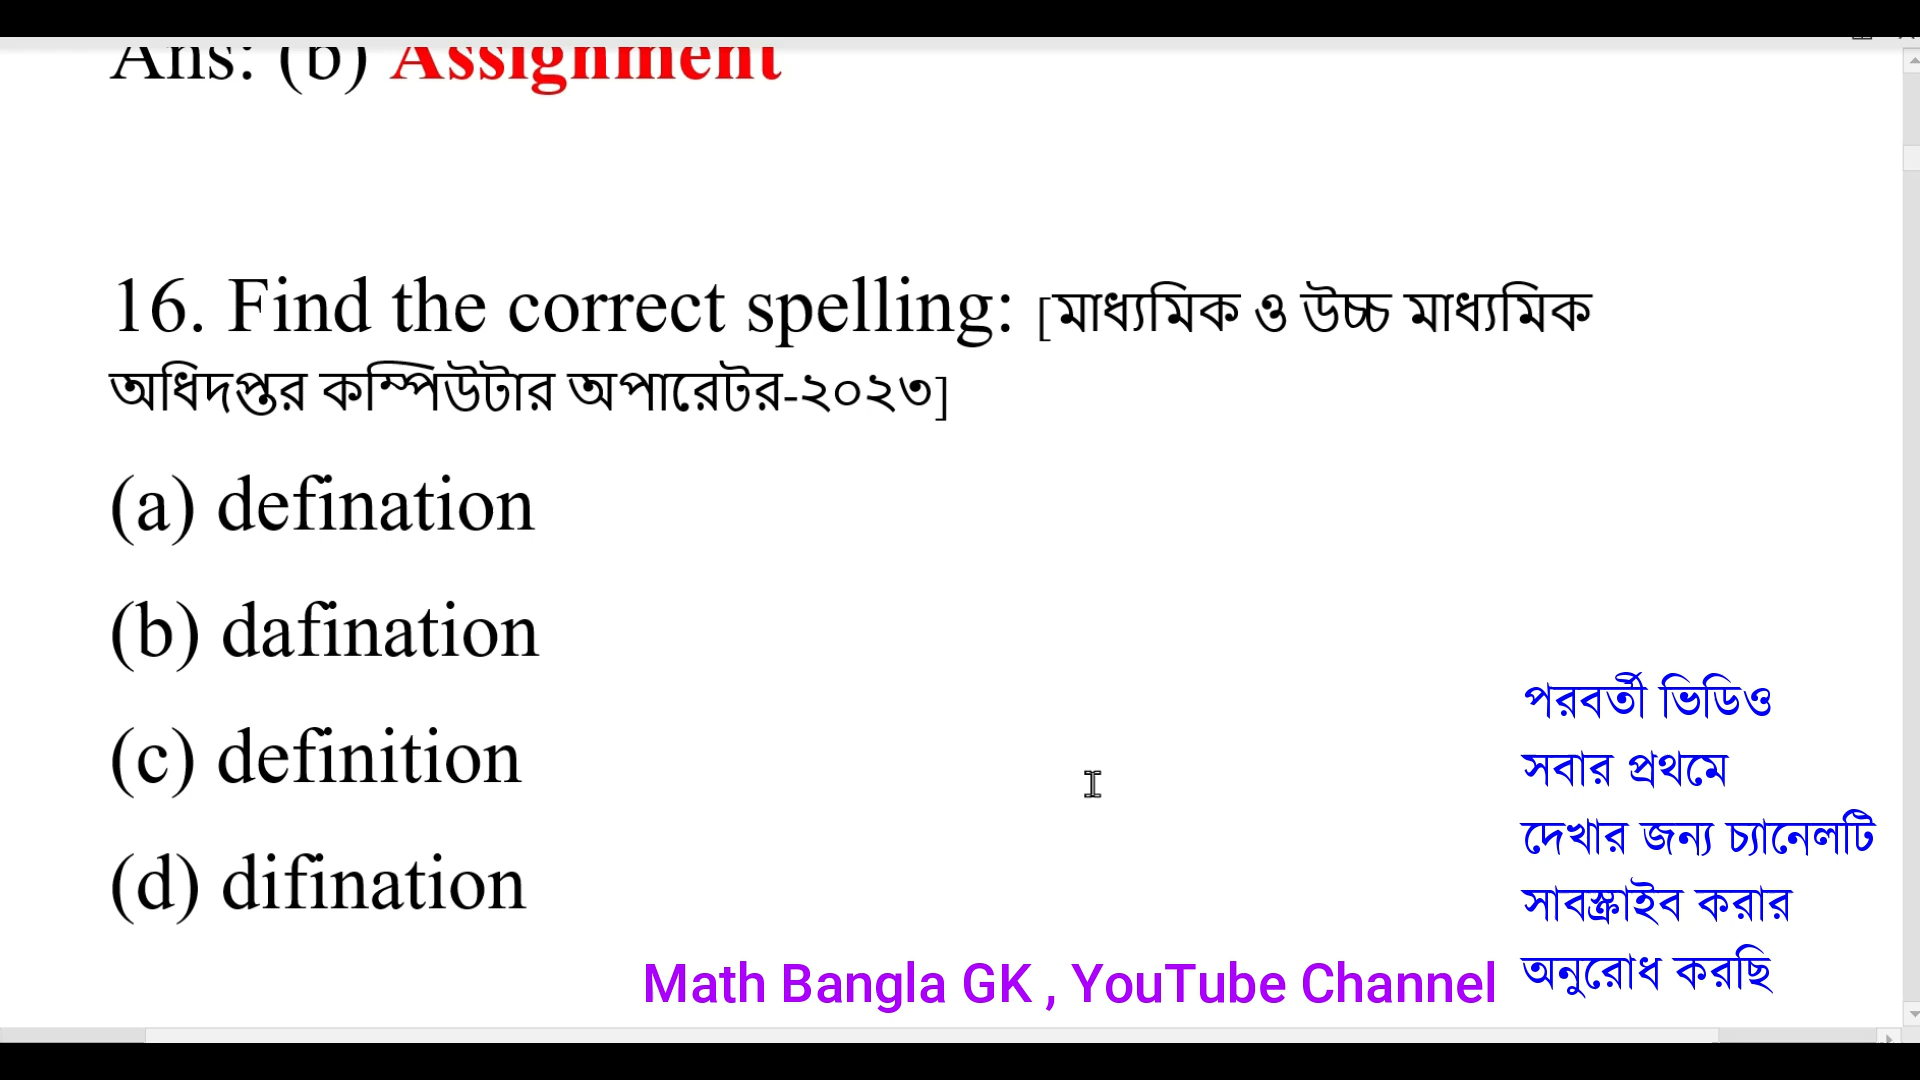 Ans: (b) Assignment
16. Find the correct spelling: [মাধ্যমিক ও উচ্চ মাধ্যমিক
অধিদপ্তর কম্পিউটার অপারেটর-২০২৩]
(a) defination
(b) dafination
(c) definition
(d) difination
পরবর্তী ভিডিও
সবার প্রথমে
দেখার জন্য চ্যানেলটি
সাবস্ক্রাইব করার
অনুরোধ করছি
Math Bangla GK , YouTube Channel